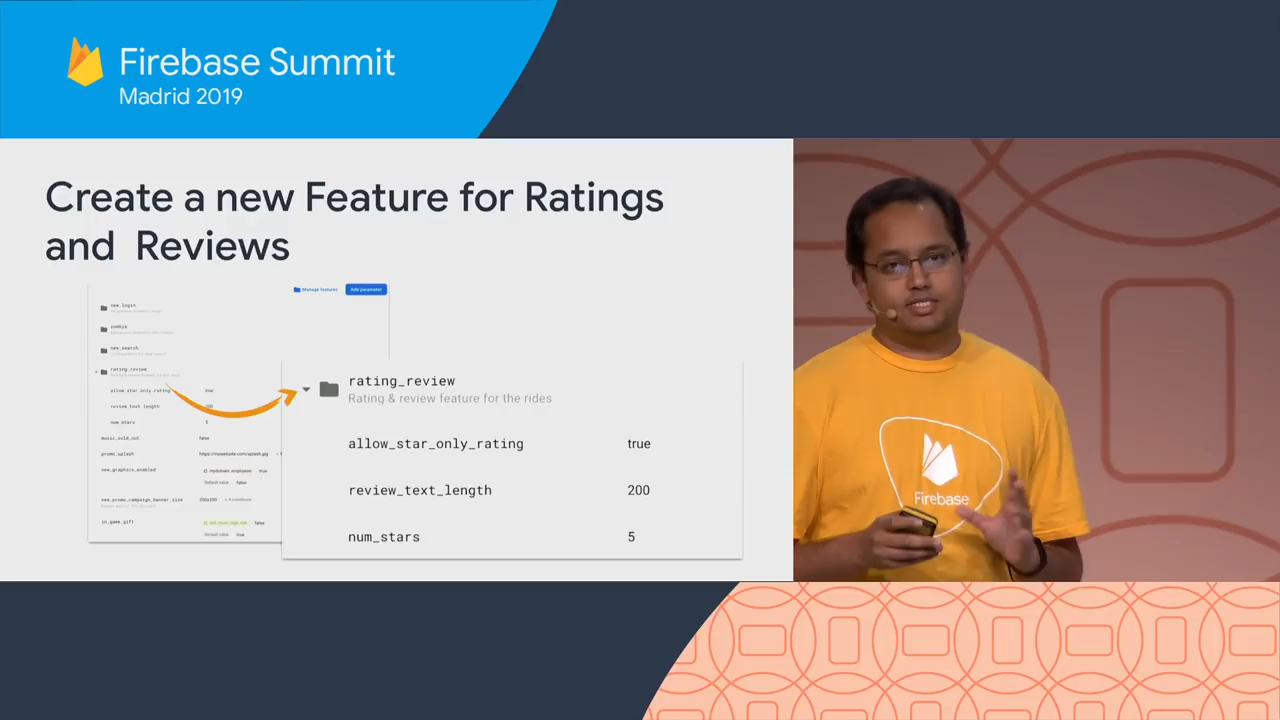 Firebase Summit
Madrid 2019
Create a new Feature for Ratings
and Reviews
Manage features
Add parameter
new_login
zombie
new_search
rating_review
allow_star_only_rating true
review_text_length
num_stars 5
music_sold_out false
promo_splash
new_graphics_enabled
Default value false
new_promo_campaign_banner_size
in_game_gift false
Default value true
rating_review
Rating & review feature for the rides
allow_star_only_rating true
review_text_length 200
num_stars 5
Firebase